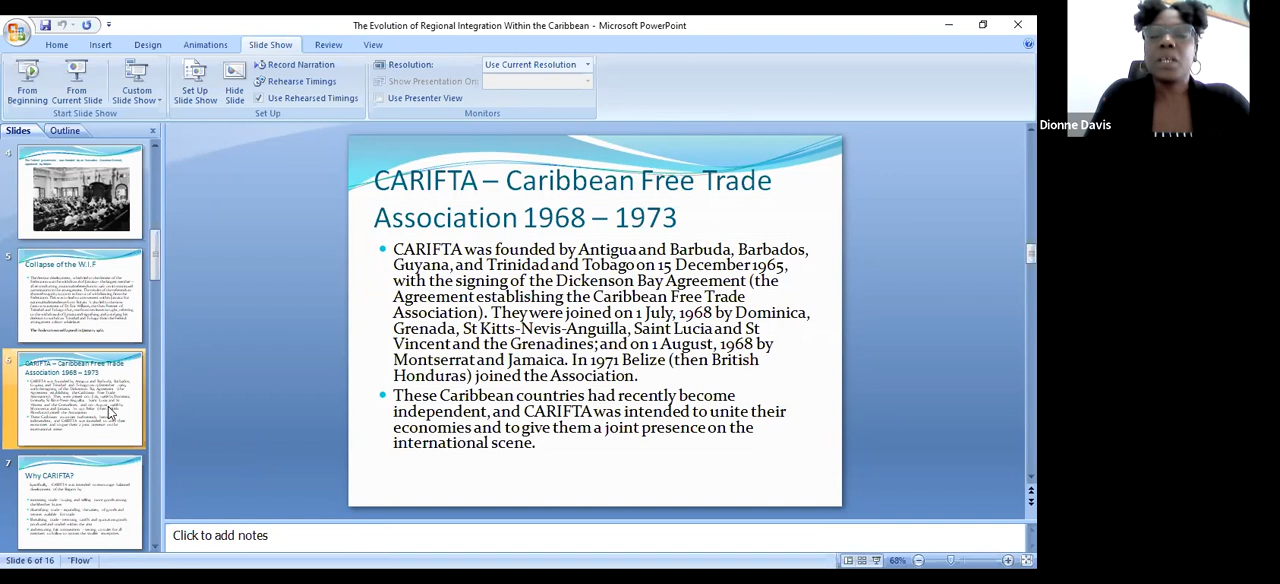 The Evolution of Regional Integration Within the Caribbean - Microsoft PowerPoint
Home Insert Design Animations Slide Show Review View
From Beginning
From Current Slide
Custom Slide Show
Start Slide Show
Set Up Slide Show
Hide Slide
Record Narration
Rehearse Timings
Use Rehearsed Timings
Set Up
Resolution: Use Current Resolution
Show Presentation On:
Use Presenter View
Monitors
Dionne Davis
Slides Outline
4
5
Collapse of the W.I.F
6
CARIFTA – Caribbean Free Trade
Association 1968 – 1973
7
Why CARIFTA?
CARIFTA – Caribbean Free Trade
Association 1968 – 1973
CARIFTA was founded by Antigua and Barbuda, Barbados,
Guyana, and Trinidad and Tobago on 15 December 1965,
with the signing of the Dickenson Bay Agreement (the
Agreement establishing the Caribbean Free Trade
Association). They were joined on 1 July, 1968 by Dominica,
Grenada, St Kitts-Nevis-Anguilla, Saint Lucia and St
Vincent and the Grenadines; and on 1 August, 1968 by
Montserrat and Jamaica. In 1971 Belize (then British
Honduras) joined the Association.
These Caribbean countries had recently become
independent, and CARIFTA was intended to unite their
economies and to give them a joint presence on the
international scene.
Click to add notes
Slide 6 of 16 "Flow" 68%